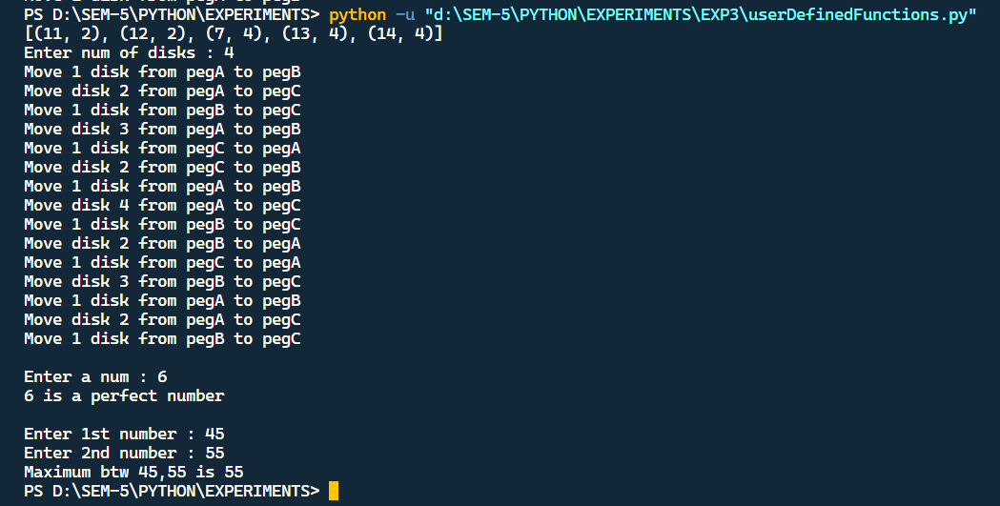 PS D:\SEM-5\PYTHON\EXPERIMENTS> python -u "d:\SEM-5\PYTHON\EXPERIMENTS\EXP3\userDefinedFunctions.py"
[(11, 2), (12, 2), (7, 4), (13, 4), (14, 4)]
Enter num of disks : 4
Move 1 disk from pegA to pegB
Move disk 2 from pegA to pegC
Move 1 disk from pegB to pegC
Move disk 3 from pegA to pegB
Move 1 disk from pegC to pegA
Move disk 2 from pegC to pegB
Move 1 disk from pegA to pegB
Move disk 4 from pegA to pegC
Move 1 disk from pegB to pegC
Move disk 2 from pegB to pegA
Move 1 disk from pegC to pegA
Move disk 3 from pegB to pegC
Move 1 disk from pegA to pegB
Move disk 2 from pegA to pegC
Move 1 disk from pegB to pegC
Enter a num : 6
6 is a perfect number
Enter 1st number : 45
Enter 2nd number : 55
Maximum btw 45,55 is 55
PS D:\SEM-5\PYTHON\EXPERIMENTS>